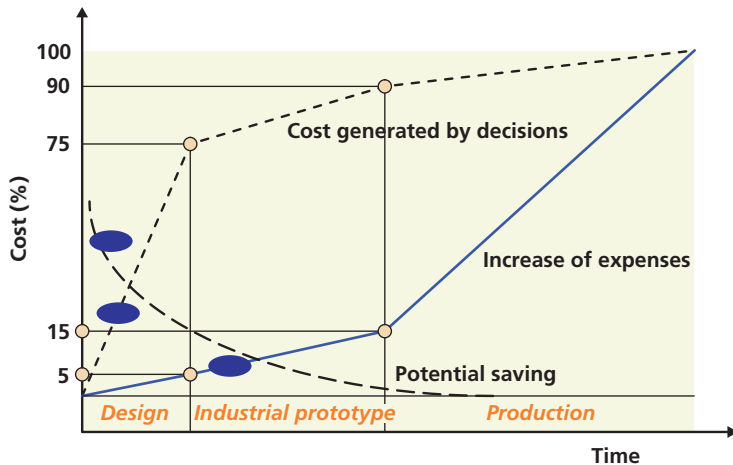 100
90
75
Cost generated by decisions
Cost (%)
Increase of expenses
15
5
Potential saving
Design
Industrial prototype
Production
Time